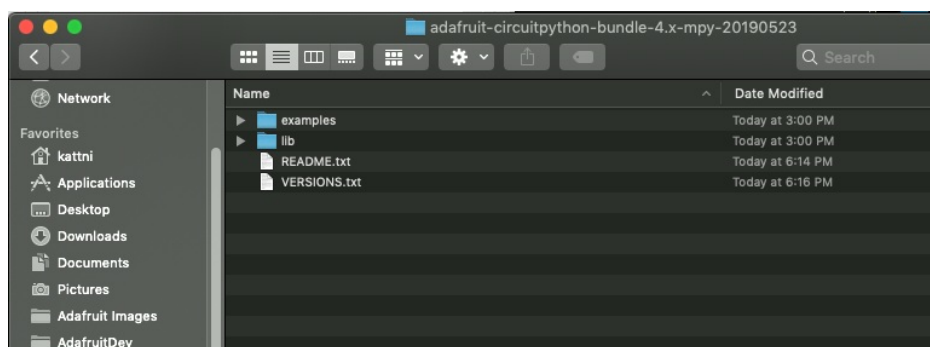 adafruit-circuitpython-bundle-4.x-mpy-20190523
Search
Network
Favorites
kattni
Applications
Desktop
Downloads
Documents
Pictures
Adafruit Images
AdafruitDev
Name Date Modified
examples Today at 3:00 PM
lib Today at 3:00 PM
README.txt Today at 6:14 PM
VERSIONS.txt Today at 6:16 PM